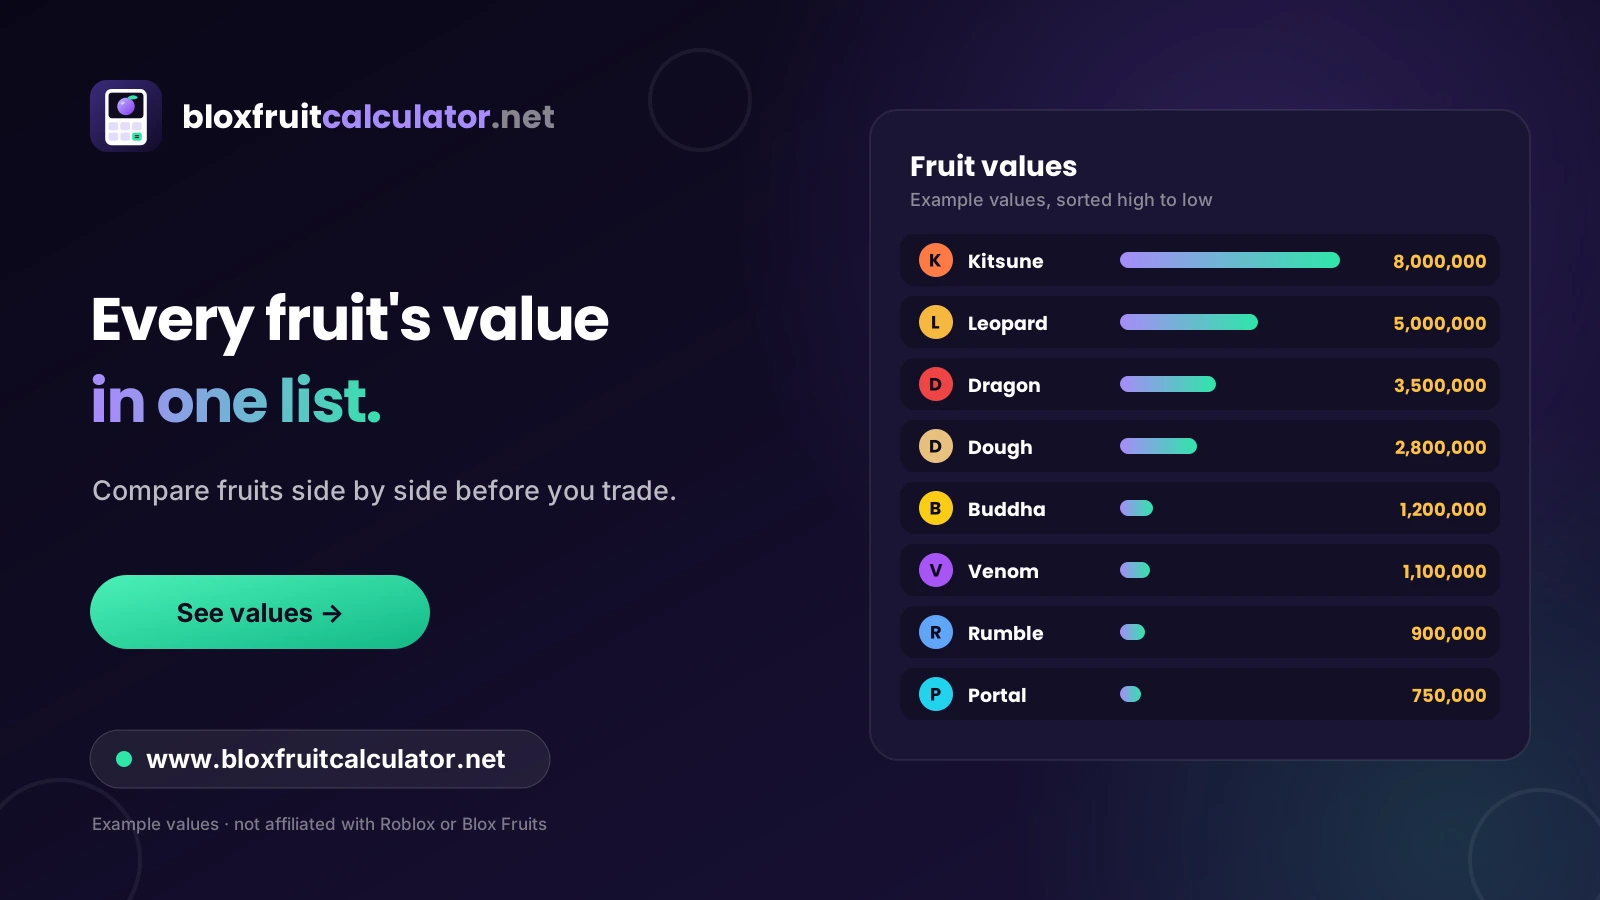 bloxfruitcalculator.net
Every fruit's value
in one list.
Compare fruits side by side before you trade.
See values →
www.bloxfruitcalculator.net
Example values · not affiliated with Roblox or Blox Fruits
Fruit values
Example values, sorted high to low
K Kitsune 8,000,000
L Leopard 5,000,000
D Dragon 3,500,000
D Dough 2,800,000
B Buddha 1,200,000
V Venom 1,100,000
R Rumble 900,000
P Portal 750,000